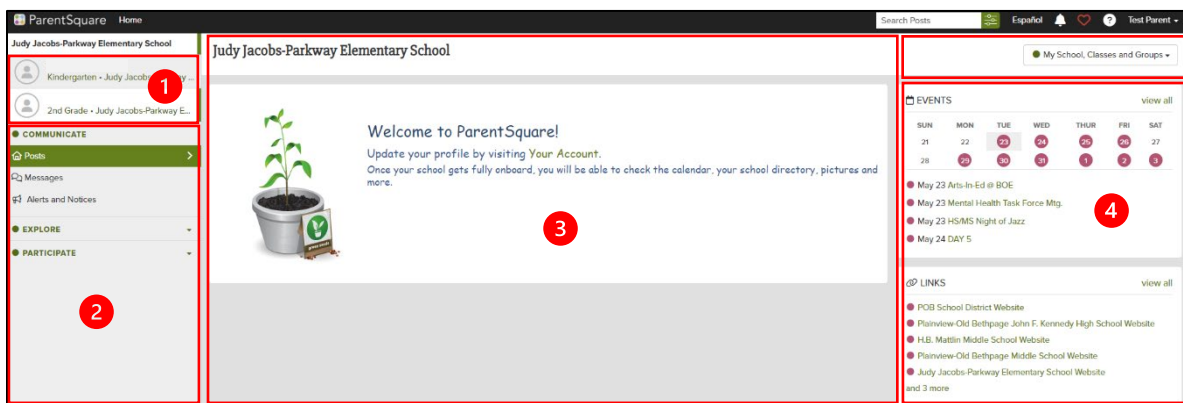 ParentSquare Home
Search Posts
Español
?
Test Parent
Judy Jacobs-Parkway Elementary School
Kindergarten • Judy Jacobs- way ...
2nd Grade • Judy Jacobs-Parkway E...
1
COMMUNICATE
Posts
Messages
Alerts and Notices
EXPLORE
PARTICIPATE
2
Judy Jacobs-Parkway Elementary School
Welcome to ParentSquare!
Update your profile by visiting Your Account.
Once your school gets fully onboard, you will be able to check the calendar, your school directory, pictures and
more.
3
My School, Classes and Groups
EVENTS view all
SUN MON TUE WED THUR FRI SAT
21 22 23 24 25 26 27
28 29 30 31 1 2 3
May 23 Arts-In-Ed @ BOE
May 23 Mental Health Task Force Mtg.
May 23 HS/MS Night of Jazz
May 24 DAY 5
4
LINKS view all
POB School District Website
Plainview-Old Bethpage John F. Kennedy High School Website
H.B. Mattlin Middle School Website
Plainview-Old Bethpage Middle School Website
Judy Jacobs-Parkway Elementary School Website
and 3 more